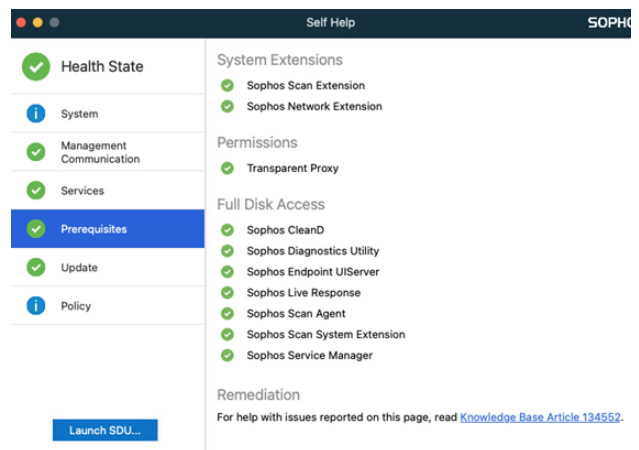 Self Help
SOPHO
Health State
System
Management
Communication
Services
Prerequisites
Update
Policy
Launch SDU...
System Extensions
Sophos Scan Extension
Sophos Network Extension
Permissions
Transparent Proxy
Full Disk Access
Sophos CleanD
Sophos Diagnostics Utility
Sophos Endpoint UIServer
Sophos Live Response
Sophos Scan Agent
Sophos Scan System Extension
Sophos Service Manager
Remediation
For help with issues reported on this page, read Knowledge Base Article 134552.